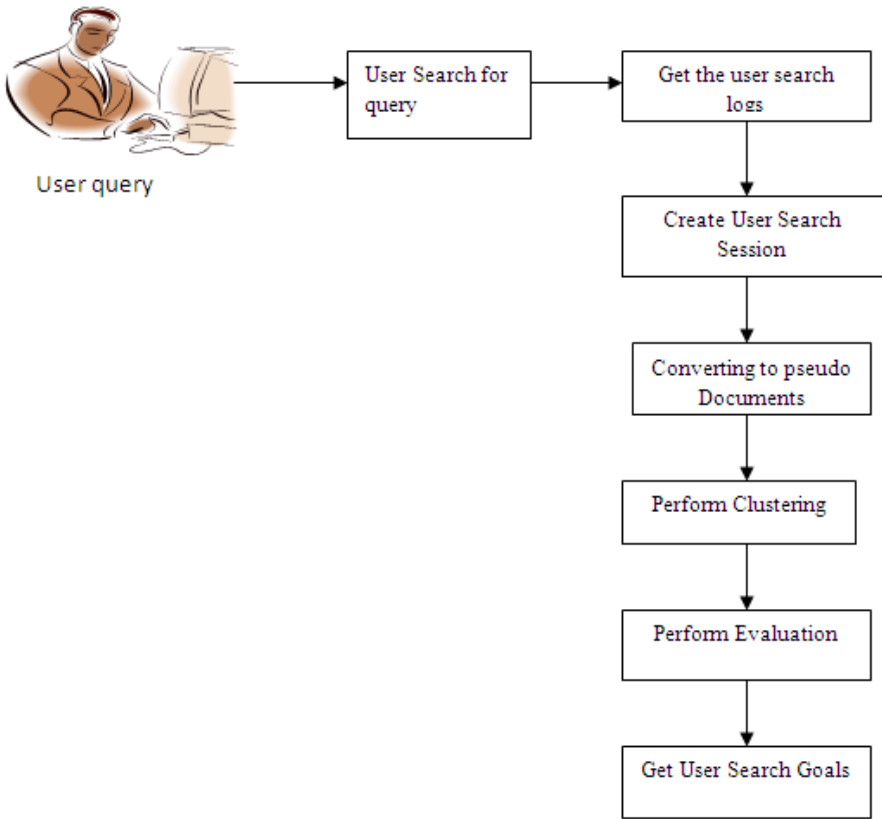 User query
User Search for
query
Get the user search
logs
Create User Search
Session
Converting to pseudo
Documents
Perform Clustering
Perform Evaluation
Get User Search Goals